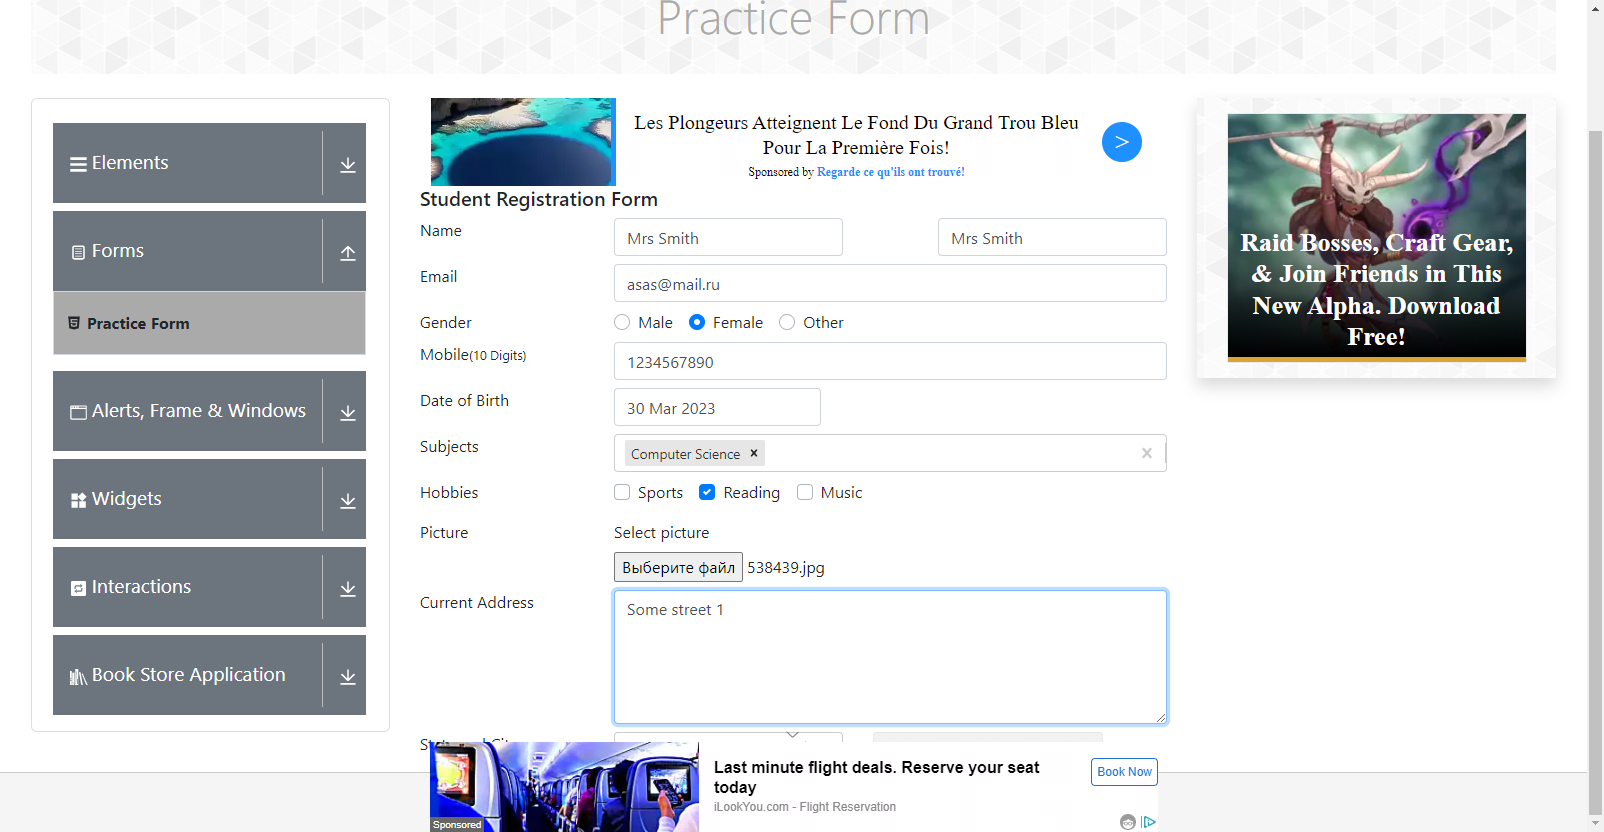 Practice Form
Elements
Forms
Practice Form
Alerts, Frame & Windows
Widgets
Interactions
Book Store Application
Les Plongeurs Atteignent Le Fond Du Grand Trou Bleu
Pour La Première Fois!
Sponsored by Regarde ce qu'ils ont trouvé!
>
Student Registration Form
Name
Mrs Smith
Mrs Smith
Email
asas@mail.ru
Gender
Male
Female
Other
Mobile(10 Digits)
1234567890
Date of Birth
30 Mar 2023
Subjects
Computer Science ×
Hobbies
Sports
Reading
Music
Picture
Select picture
Выберите файл 538439.jpg
Current Address
Some street 1
Raid Bosses, Craft Gear,
& Join Friends in This
New Alpha. Download
Free!
Last minute flight deals. Reserve your seat
today
iLookYou.com - Flight Reservation
Book Now
Sponsored